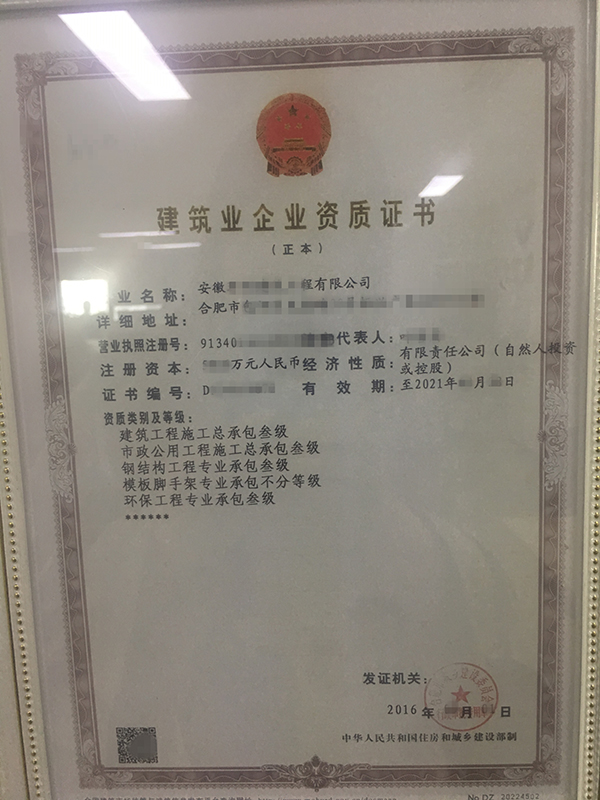 建筑业企业资质证书
（正本）
业名称：安徽 程有限公司
详细地址：合肥市
营业执照注册号：91340 代表人：
注册资本： 万元人民币 经济性质：有限责任公司（自然人投资或控股）
证书编号：D 有效期：至2021年 月 日
资质类别及等级：
建筑工程施工总承包叁级
市政公用工程施工总承包叁级
钢结构工程专业承包叁级
模板脚手架专业承包不分等级
环保工程专业承包叁级
******
发证机关：
2016年 月 日
中华人民共和国住房和城乡建设部制
No.DZ 20224502